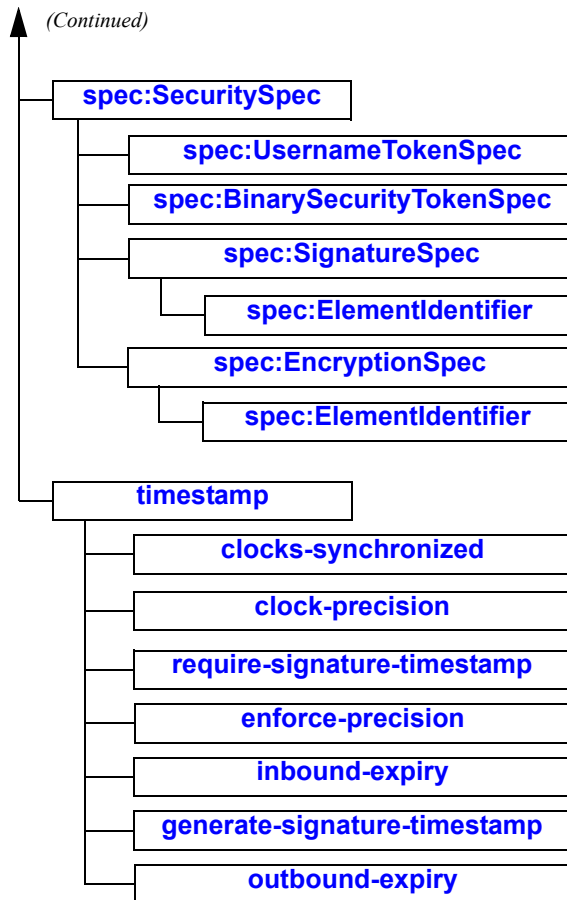 (Continued)
spec:SecuritySpec
spec:UsernameTokenSpec
spec:BinarySecurityTokenSpec
spec:SignatureSpec
spec:ElementIdentifier
spec:EncryptionSpec
spec:ElementIdentifier
timestamp
clocks-synchronized
clock-precision
require-signature-timestamp
enforce-precision
inbound-expiry
generate-signature-timestamp
outbound-expiry